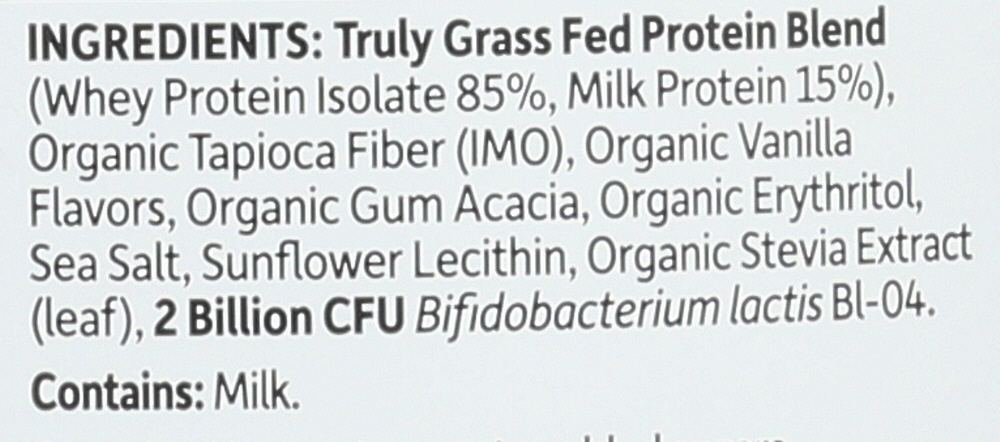 INGREDIENTS: Truly Grass Fed Protein Blend
(Whey Protein Isolate 85%, Milk Protein 15%),
Organic Tapioca Fiber (IMO), Organic Vanilla
Flavors, Organic Gum Acacia, Organic Erythritol,
Sea Salt, Sunflower Lecithin, Organic Stevia Extract
(leaf), 2 Billion CFU Bifidobacterium lactis Bl-04.
Contains: Milk.